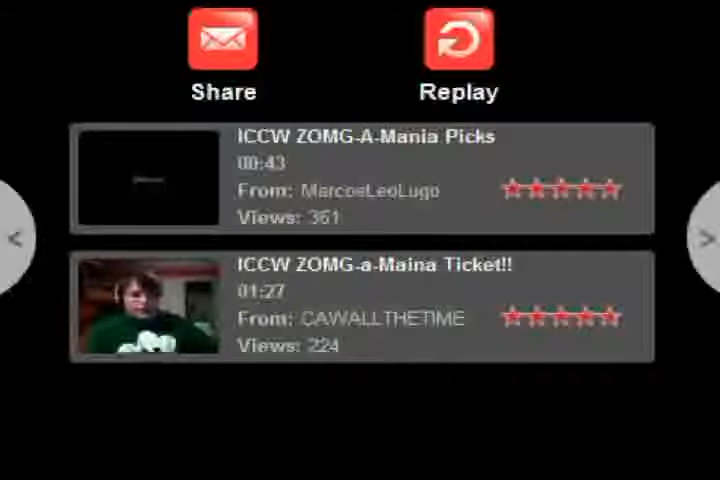 Share
Replay
ICCW ZOMG-A-Mania Picks
00:43
From: MarcosLeoLugo
Views: 361
ICCW ZOMG-a-Maina Ticket!!
01:27
From: CAWALLTHETIME
Views: 224
<
>